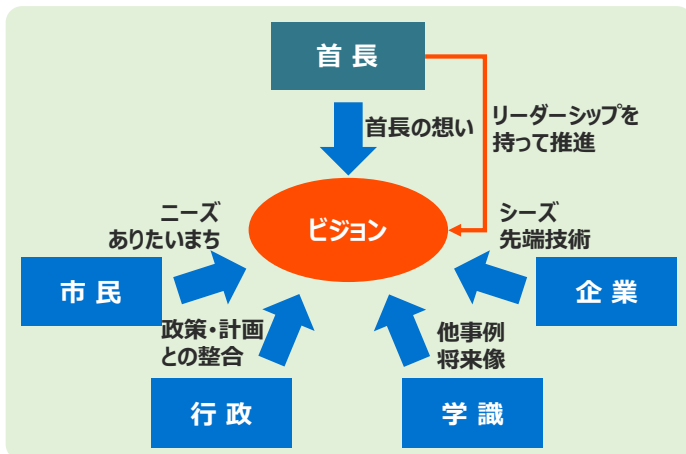 首 長
首長の想い
リーダーシップを
持って推進
ビジョン
ニーズ
ありたいまち
シーズ
先端技術
市 民
企 業
政策・計画
との整合
他事例
将来像
行 政
学 識